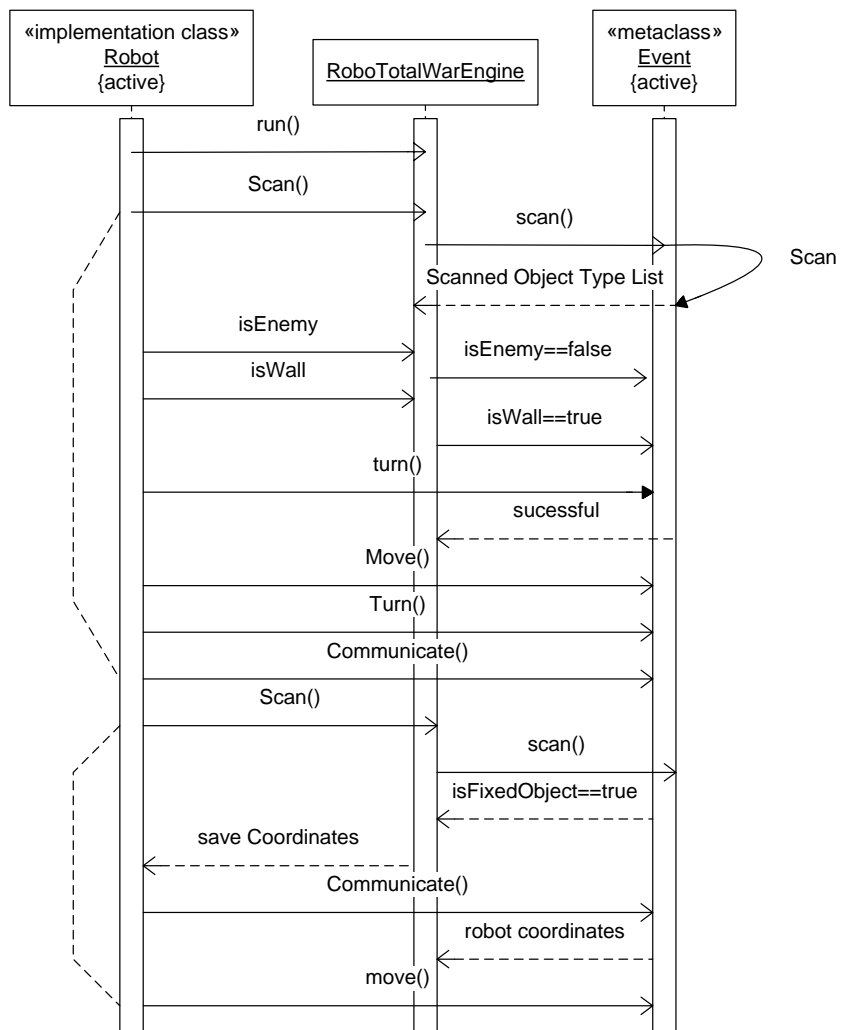 «implementation class»
Robot
{active}
RoboTotalWarEngine
«metaclass»
Event
{active}
run()
Scan()
scan()
Scan
Scanned Object Type List
isEnemy
isEnemy==false
isWall
isWall==true
turn()
sucessful
Move()
Turn()
Communicate()
Scan()
scan()
isFixedObject==true
save Coordinates
Communicate()
robot coordinates
move()